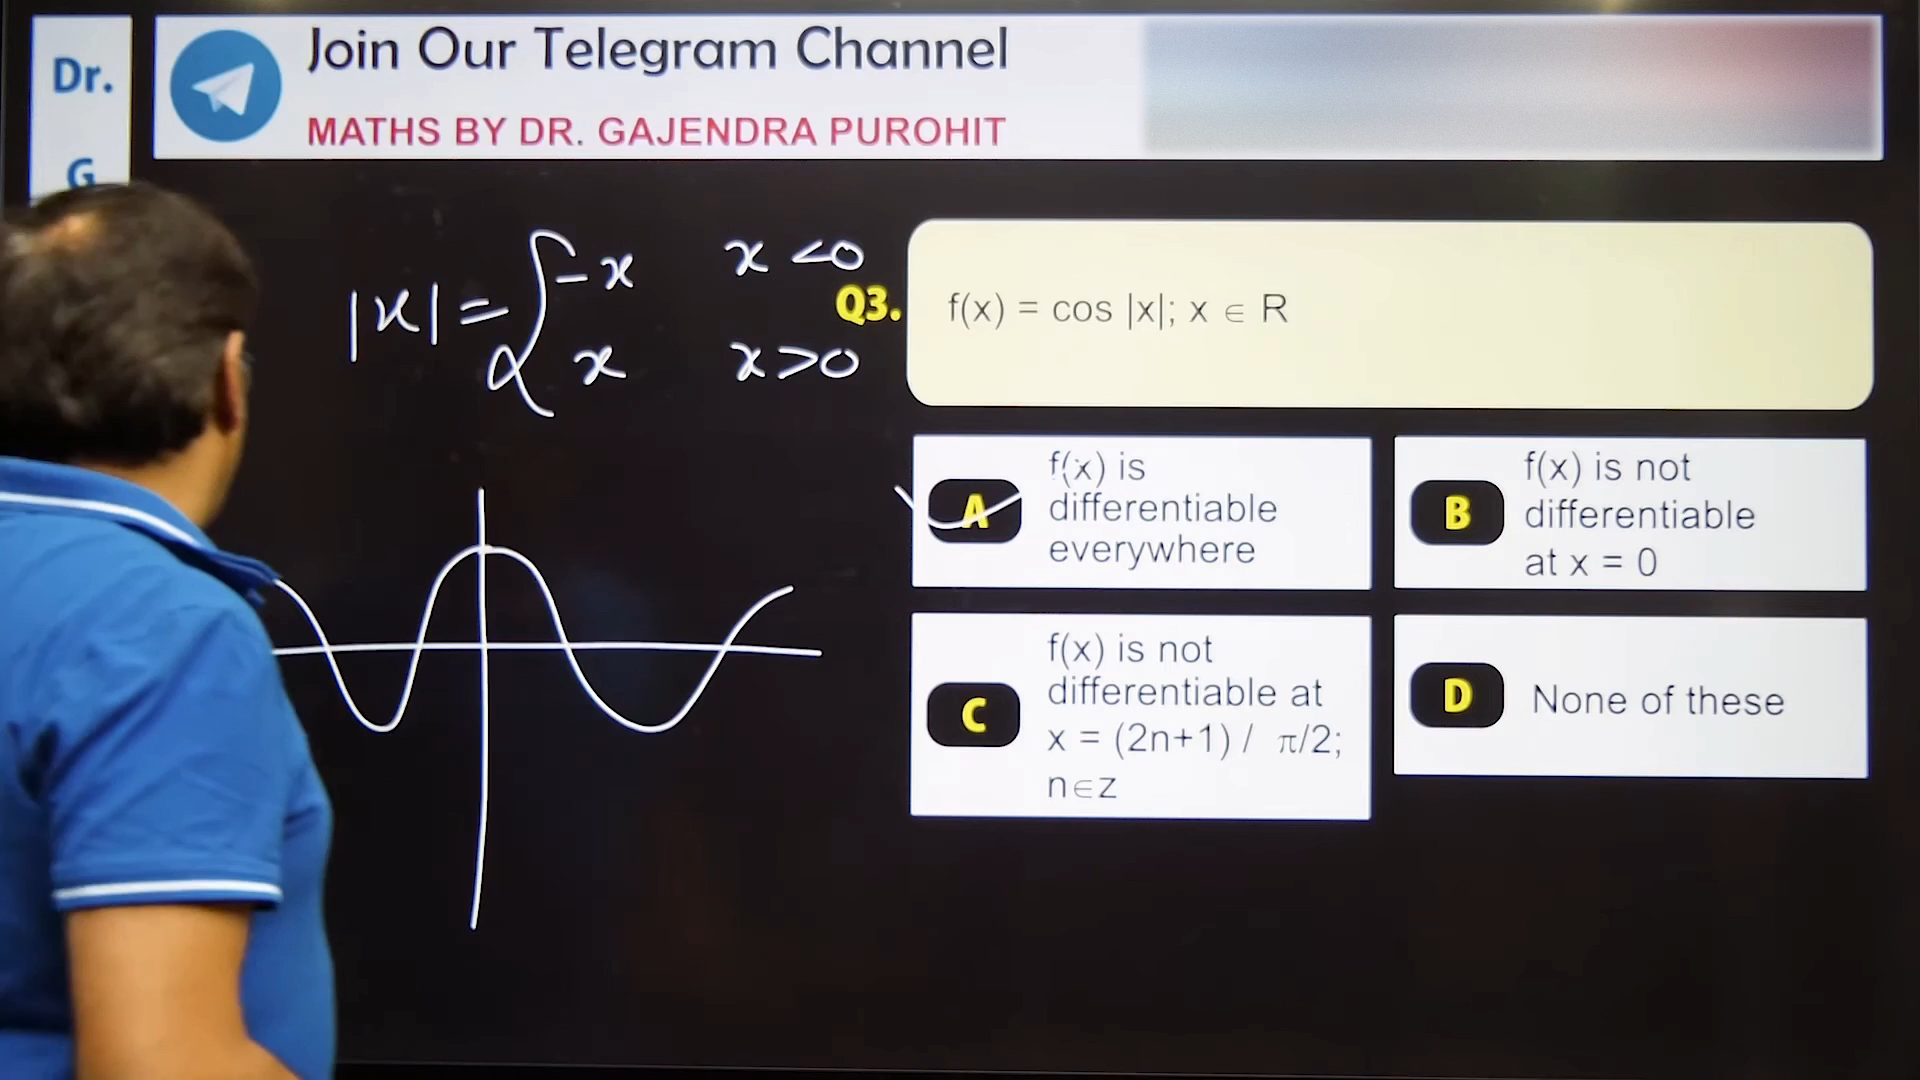 Dr.
G
Join Our Telegram Channel
MATHS BY DR. GAJENDRA PUROHIT
|x| = { -x x <0
x x>0
Q3.
f(x) = cos |x|; x ∈ R
A
f(x) is
differentiable
everywhere
B
f(x) is not
differentiable
at x = 0
C
f(x) is not
differentiable at
x = (2n+1) / π/2;
n∈z
D
None of these